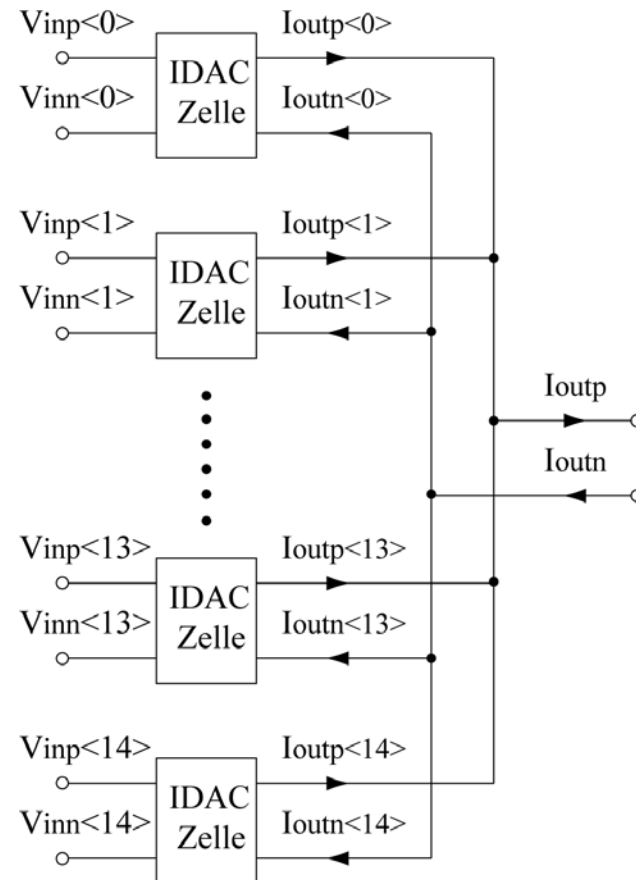 Vinp<0>
Ioutp<0>
IDAC
Zelle
Vinn<0>
Ioutn<0>
Vinp<1>
Ioutp<1>
IDAC
Zelle
Vinn<1>
Ioutn<1>
Ioutp
Ioutn
Vinp<13>
Ioutp<13>
IDAC
Zelle
Vinn<13>
Ioutn<13>
Vinp<14>
Ioutp<14>
IDAC
Zelle
Vinn<14>
Ioutn<14>